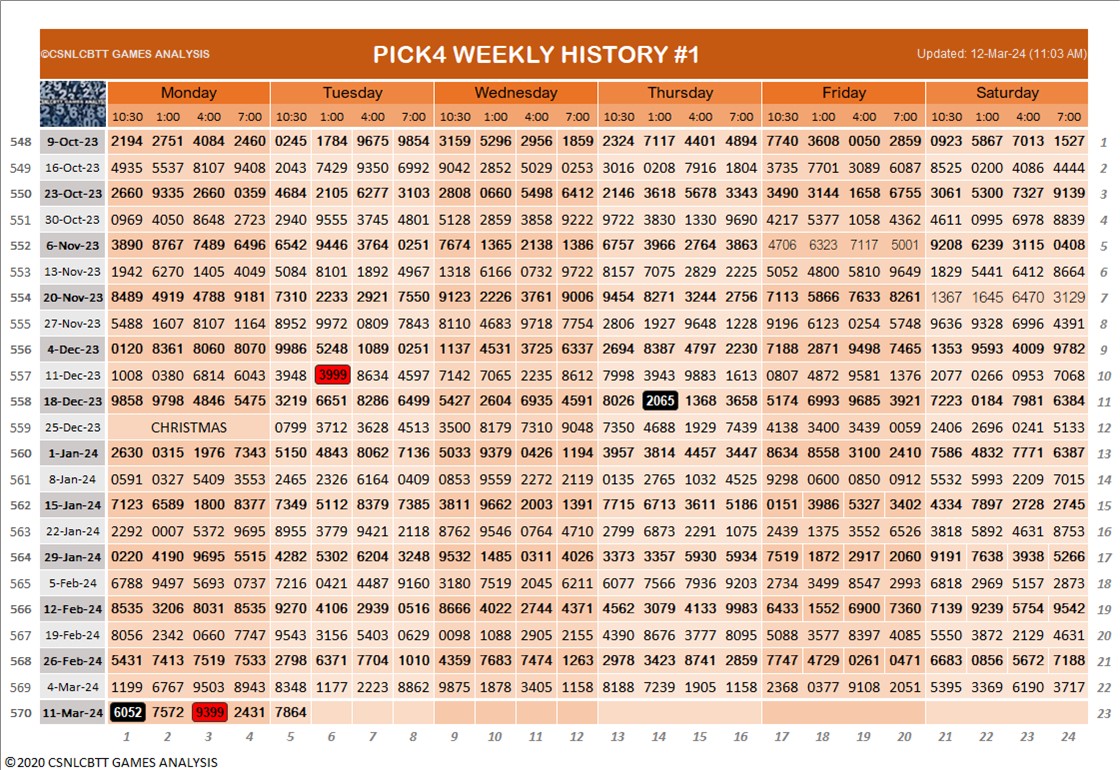 ©CSNLCBTT GAMES ANALYSIS PICK4 WEEKLY HISTORY #1 Updated: 12-Mar-24 (11:03 AM)
Monday Tuesday Wednesday Thursday Friday Saturday
10:30 1:00 4:00 7:00 10:30 1:00 4:00 7:00 10:30 1:00 4:00 7:00 10:30 1:00 4:00 7:00 10:30 1:00 4:00 7:00 10:30 1:00 4:00 7:00
548 9-Oct-23 2194 2751 4084 2460 0245 1784 9675 9854 3159 5296 2956 1859 2324 7117 4401 4894 7740 3608 0050 2859 0923 5867 7013 1527 1
549 16-Oct-23 4935 5537 8107 9408 2043 7429 9350 6992 9042 2852 5029 0253 3016 0208 7916 1804 3735 7701 3089 6087 8525 0200 4086 4444 2
550 23-Oct-23 2660 9335 2660 0359 4684 2105 6277 3103 2808 0660 5498 6412 2146 3618 5678 3343 3490 3144 1658 6755 3061 5300 7327 9139 3
551 30-Oct-23 0969 4050 8648 2723 2940 9555 3745 4801 5128 2859 3858 9222 9722 3830 1330 9690 4217 5377 1058 4362 4611 0995 6978 8839 4
552 6-Nov-23 3890 8767 7489 6496 6542 9446 3764 0251 7674 1365 2138 1386 6757 3966 2764 3863 4706 6323 7117 5001 9208 6239 3115 0408 5
553 13-Nov-23 1942 6270 1405 4049 5084 8101 1892 4967 1318 6166 0732 9722 8157 7075 2829 2225 5052 4800 5810 9649 1829 5441 6412 8664 6
554 20-Nov-23 8489 4919 4788 9181 7310 2233 2921 7550 9123 2226 3761 9006 9454 8271 3244 2756 7113 5866 7633 8261 1367 1645 6470 3129 7
555 27-Nov-23 5488 1607 8107 1164 8952 9972 0809 7843 8110 4683 9718 7754 2806 1927 9648 1228 9196 6123 0254 5748 9636 9328 6996 4391 8
556 4-Dec-23 0120 8361 8060 8070 9986 5248 1089 0251 1137 4531 3725 6337 2694 8387 4797 2230 7188 2871 9498 7465 1353 9593 4009 9782 9
557 11-Dec-23 1008 0380 6814 6043 3948 3999 8634 4597 7142 7065 2235 8612 7998 3943 9883 1613 0807 4872 9581 1376 2077 0266 0935 7068 10
558 18-Dec-23 9858 9798 4846 5475 3219 6651 8286 6499 5427 2604 6935 4591 8026 2065 1368 3658 5174 6993 9685 3921 7223 0184 7981 6384 11
559 25-Dec-23 CHRISTMAS 0799 3712 3628 4513 3500 8179 7310 9048 7350 4688 1929 7439 4138 3400 3439 0059 2406 2696 0241 5133 12
560 1-Jan-24 2630 0315 1976 7343 5150 4843 8062 7136 5033 9379 0426 1194 3957 3814 4457 3447 8634 8558 3100 2410 7586 4832 7771 6387 13
561 8-Jan-24 0591 0327 5409 3553 2465 2326 6164 0409 0853 9559 2272 2119 0135 2765 1032 4525 9298 0600 0850 0912 5532 5993 2209 7015 14
562 15-Jan-24 7123 6589 1800 8377 7349 5112 8379 7385 3811 9662 2003 1391 7715 6713 3611 5186 0151 3986 5327 3402 4334 7897 2728 2745 15
563 22-Jan-24 2292 0007 5372 9695 8955 3779 9421 2118 8762 9546 0764 4710 2799 6873 2291 1075 2439 1375 3552 6526 3818 5892 4631 8753 16
564 29-Jan-24 0220 4190 9695 5515 4282 5302 6204 3248 9532 1485 0311 4026 3373 3357 5930 5934 7519 1872 2917 2060 9191 7638 3938 5266 17
565 5-Feb-24 6788 9497 5693 0737 7216 0421 4487 9160 3180 7519 2045 6211 6077 7566 7936 9203 2734 3499 8547 2993 6818 2969 5157 2873 18
566 12-Feb-24 8535 3206 8031 8535 9270 4106 2939 0516 8666 4022 2744 4371 4562 3079 4133 9983 6433 1552 6900 7360 7139 9239 5754 9542 19
567 19-Feb-24 8056 2342 0660 7747 9543 3156 5403 0629 0098 1088 2905 2155 4390 8676 3777 8095 5088 3577 8397 4085 5550 3872 2129 4631 20
568 26-Feb-24 5431 7413 7519 7533 2798 6371 7704 1010 4359 7683 7474 1263 2978 3423 8741 2859 7747 4729 0261 0471 6683 0856 5672 7188 21
569 4-Mar-24 1199 6767 9503 8943 8348 1177 2223 8862 9875 1878 3405 1158 8188 7239 1905 1158 2368 0377 9108 2051 5395 3369 6190 3717 22
570 11-Mar-24 6052 7572 9399 2431 7864 23
1 2 3 4 5 6 7 8 9 10 11 12 13 14 15 16 17 18 19 20 21 22 23 24
©2020 CSNLCBTT GAMES ANALYSIS